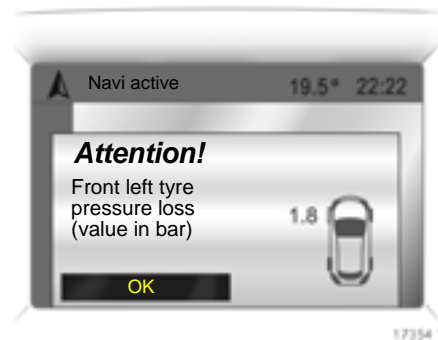 Navi active 19.5° 22:22
Attention!
Front left tyre
pressure loss
(value in bar)
1.8
OK
17354